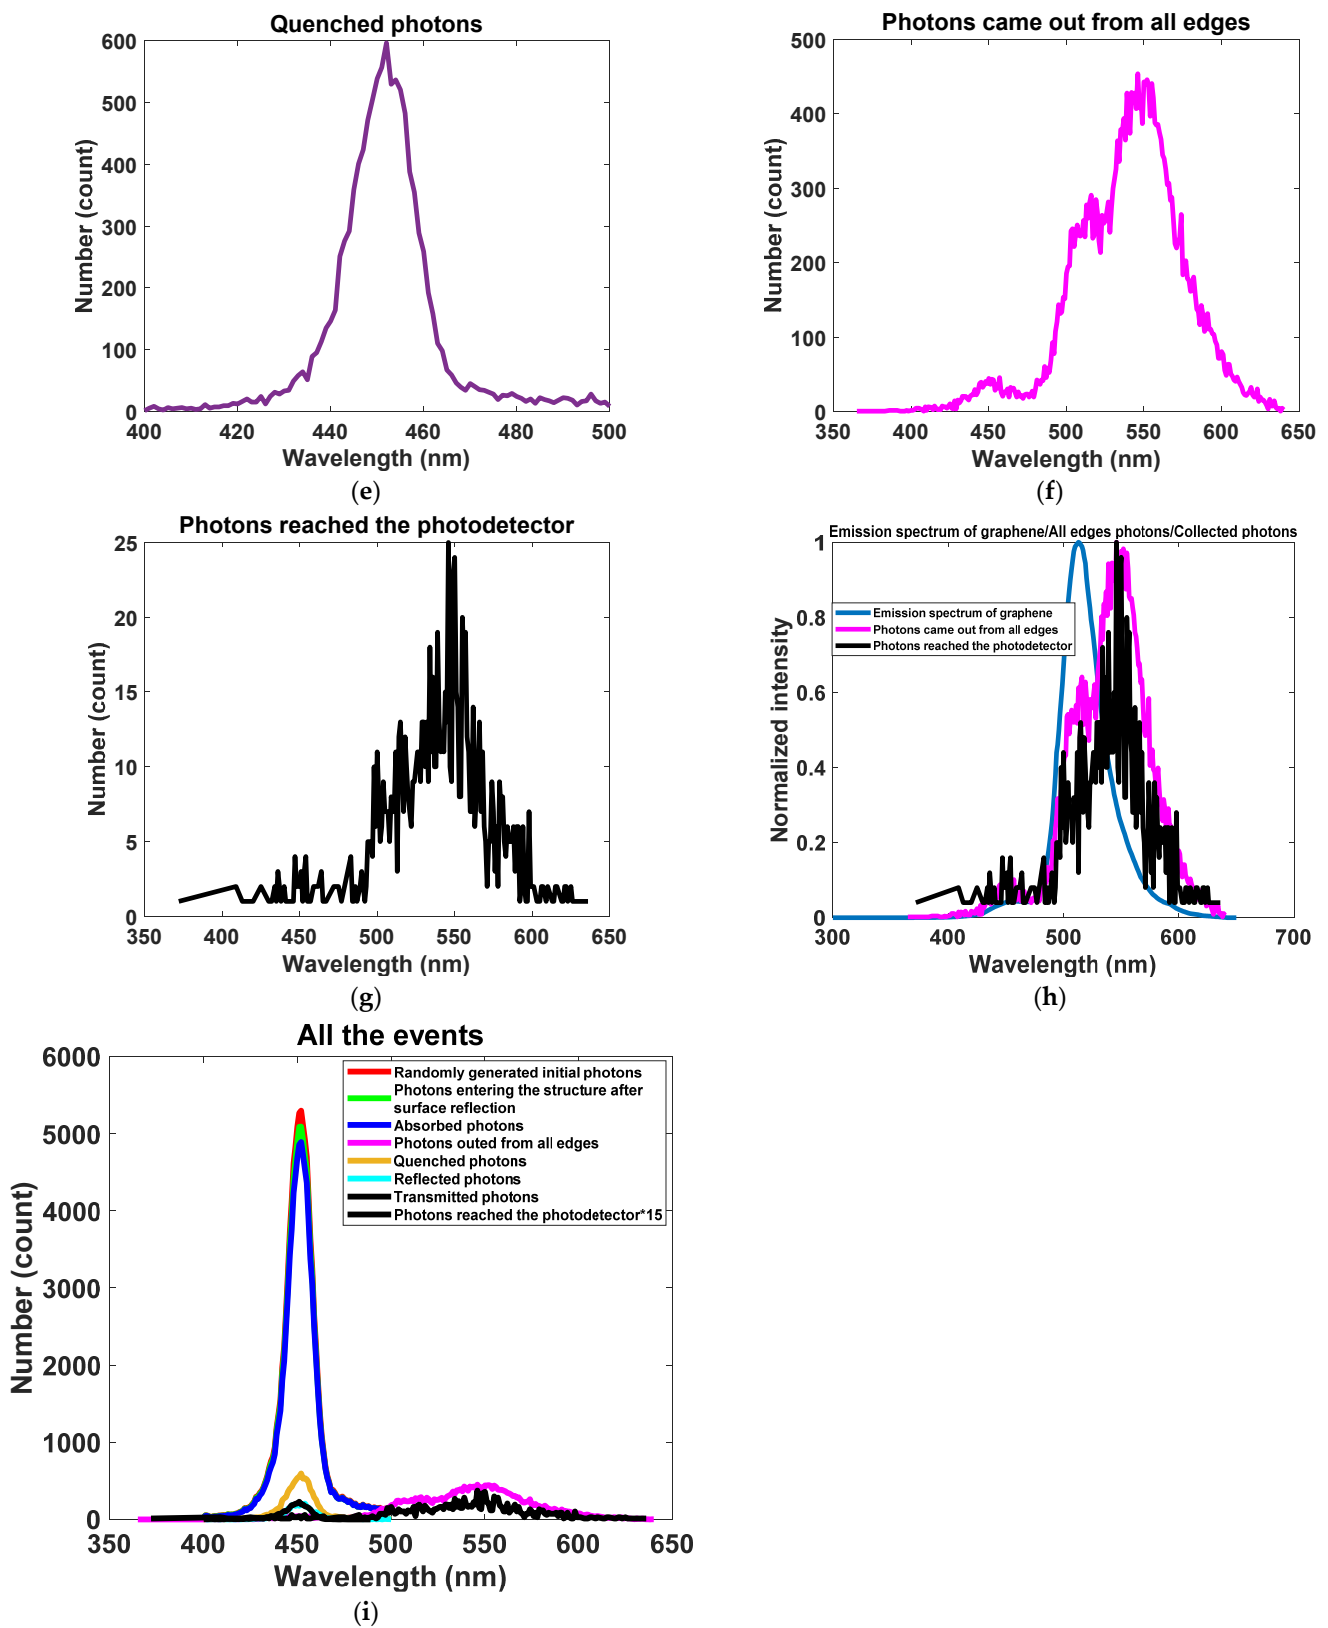 Quenched photons
600
500
400
300
200
100
0
Number (count)
400 420 440 460 480 500
Wavelength (nm)
(e)
Photons came out from all edges
500
400
300
200
100
0
Number (count)
350 400 450 500 550 600 650
Wavelength (nm)
(f)
Photons reached the photodetector
25
20
15
10
5
0
Number (count)
350 400 450 500 550 600 650
Wavelength (nm)
(g)
Emission spectrum of graphene/All edges photons/Collected photons
1
0.8
0.6
0.4
0.2
0
Normalized intensity
Emission spectrum of graphene
Photons came out from all edges
Photons reached the photodetector
300 400 500 600 700
Wavelength (nm)
(h)
All the events
6000
5000
4000
3000
2000
1000
0
Number (count)
Randomly generated initial photons
Photons entering the structure after
surface reflection
Absorbed photons
Photons outed from all edges
Quenched photons
Reflected photons
Transmitted photons
Photons reached the photodetector*15
350 400 450 500 550 600 650
Wavelength (nm)
(i)